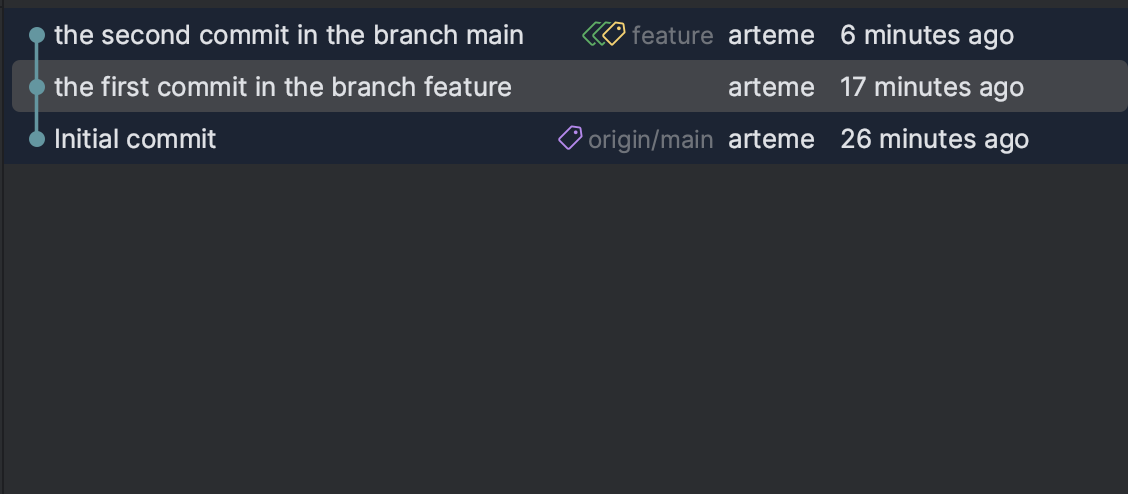 the second commit in the branch main feature arteme 6 minutes ago
the first commit in the branch feature arteme 17 minutes ago
Initial commit origin/main arteme 26 minutes ago